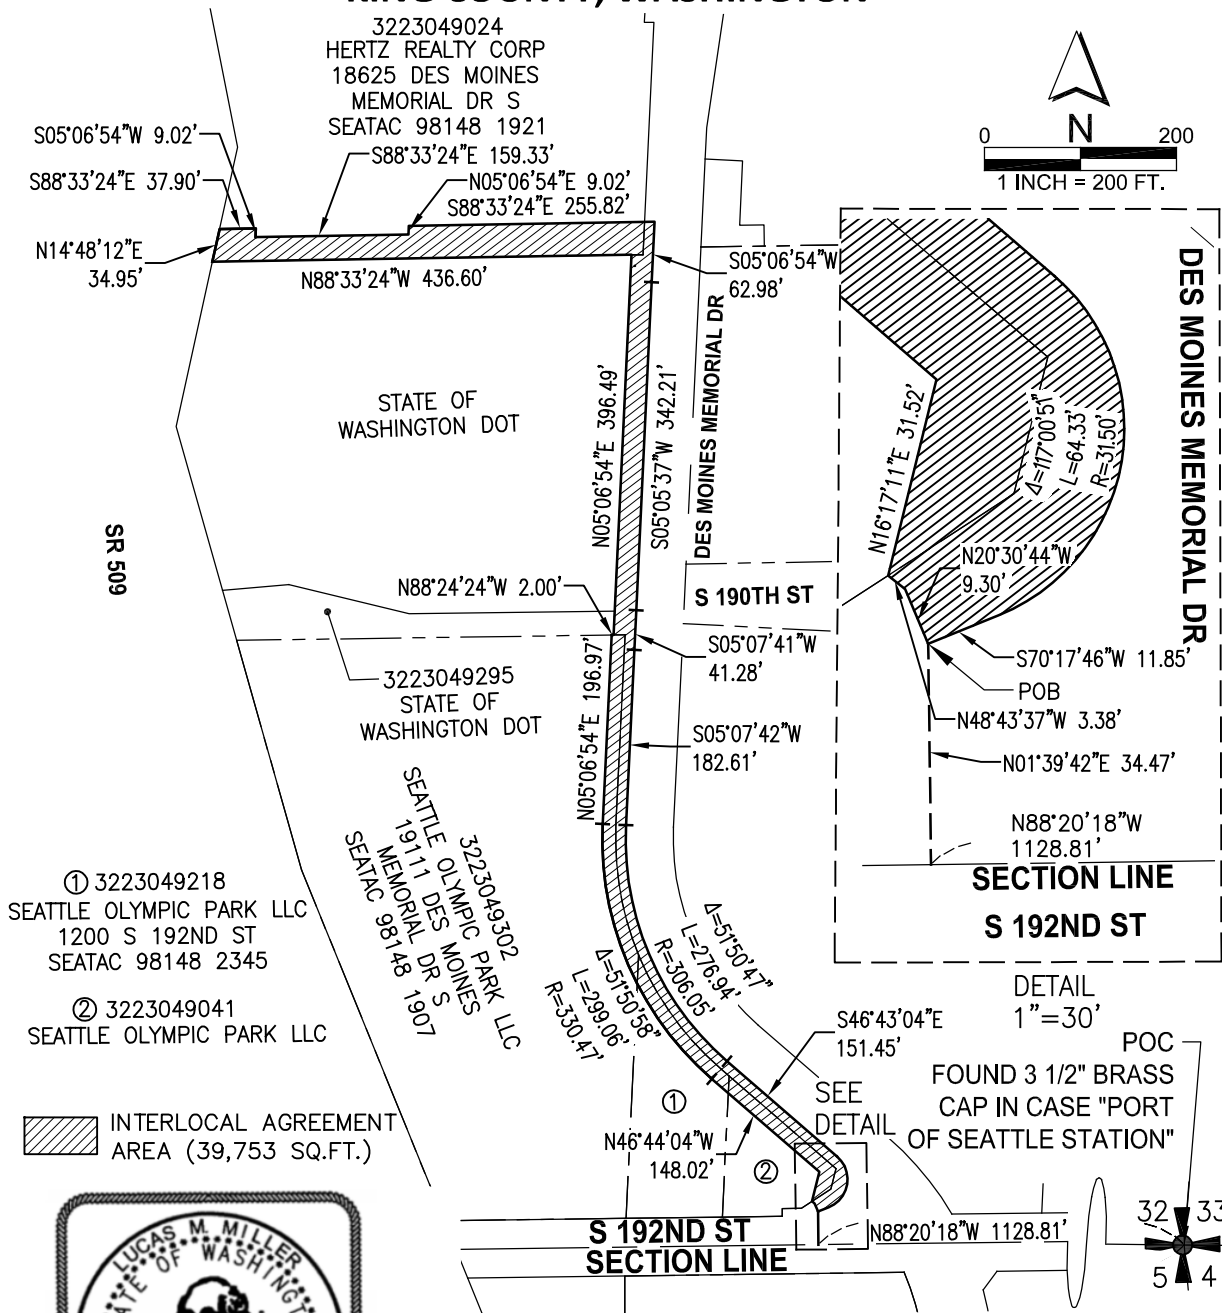 KING COUNTY, WASHINGTON
3223049024
HERTZ REALTY CORP
18625 DES MOINES
MEMORIAL DR S
SEATAC 98148 1921
S05°06'54"W 9.02'
S88°33'24"E 159.33'
S88°33'24"E 37.90'
N05°06'54"E 9.02'
S88°33'24"E 255.82'
N14°48'12"E
34.95'
N88°33'24"W 436.60'
S05°06'54"W
62.98'
N
0 200
1 INCH = 200 FT.
STATE OF
WASHINGTON DOT
N05°06'54"E 396.49'
S05°05'37"W 342.21'
DES MOINES MEMORIAL DR
SR 509
N88°24'24"W 2.00'
S 190TH ST
S05°07'41"W
41.28'
3223049295
STATE OF
WASHINGTON DOT
N05°06'54"E 196.97'
S05°07'42"W
182.61'
3223049302
SEATTLE OLYMPIC PARK LLC
19111 DES MOINES
MEMORIAL DR S
SEATAC 98148 1907
① 3223049218
SEATTLE OLYMPIC PARK LLC
1200 S 192ND ST
SEATAC 98148 2345
② 3223049041
SEATTLE OLYMPIC PARK LLC
Δ=51°50'47"
L=276.94'
R=306.05'
Δ=51°50'58"
L=299.06'
R=330.47'
S46°43'04"E
151.45'
①
N46°44'04"W
148.02'
②
SEE
DETAIL
INTERLOCAL AGREEMENT
AREA (39,753 SQ.FT.)
S 192ND ST
SECTION LINE
N88°20'18"W 1128.81'
DES MOINES MEMORIAL DR
N16°17'11"E 31.52'
Δ=117°00'51"
L=64.33'
R=31.50'
N20°30'44"W
9.30'
S70°17'46"W 11.85'
POB
N48°43'37"W 3.38'
N01°39'42"E 34.47'
N88°20'18"W
1128.81'
SECTION LINE
S 192ND ST
DETAIL
1"=30'
POC
FOUND 3 1/2" BRASS
CAP IN CASE "PORT
OF SEATTLE STATION"
32 33
5 4
LUCAS M. MILLER